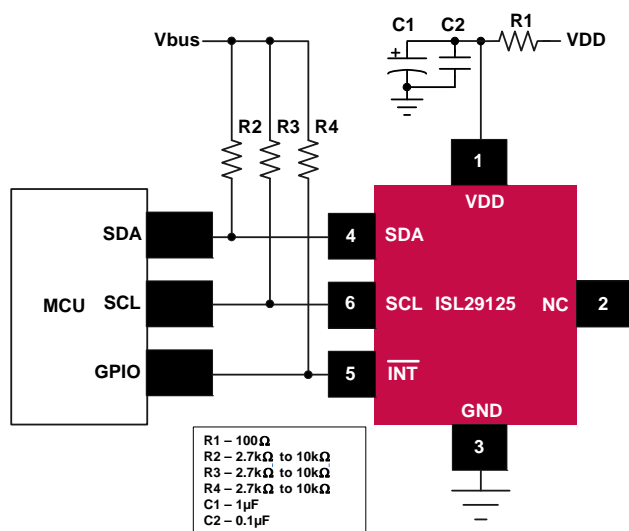 C1
C2
R1
Vbus
VDD
+
R2
R3
R4
1
VDD
MCU
SDA
4
SDA
SCL
6
SCL
ISL29125
NC
2
GPIO
5
INT
GND
3
R1 – 100Ω
R2 – 2.7kΩ to 10kΩ
R3 – 2.7kΩ to 10kΩ
R4 – 2.7kΩ to 10kΩ
C1 – 1µF
C2 – 0.1µF